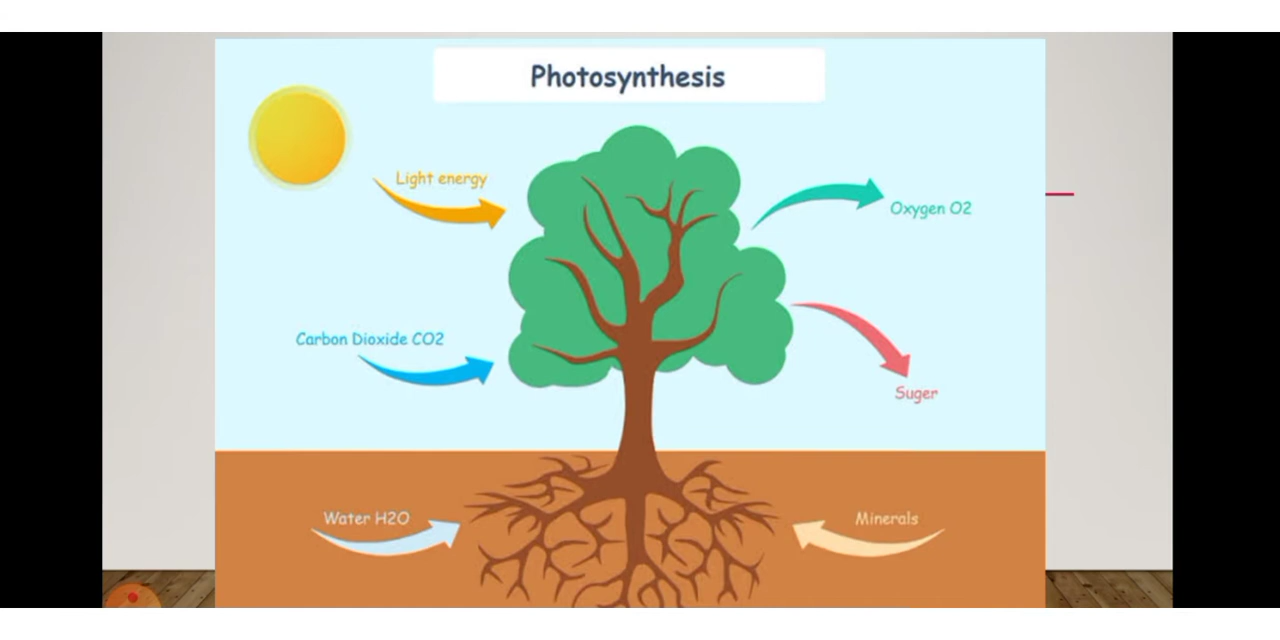 Photosynthesis
Light energy
Oxygen O2
Carbon Dioxide CO2
Suger
Water H2O
Minerals